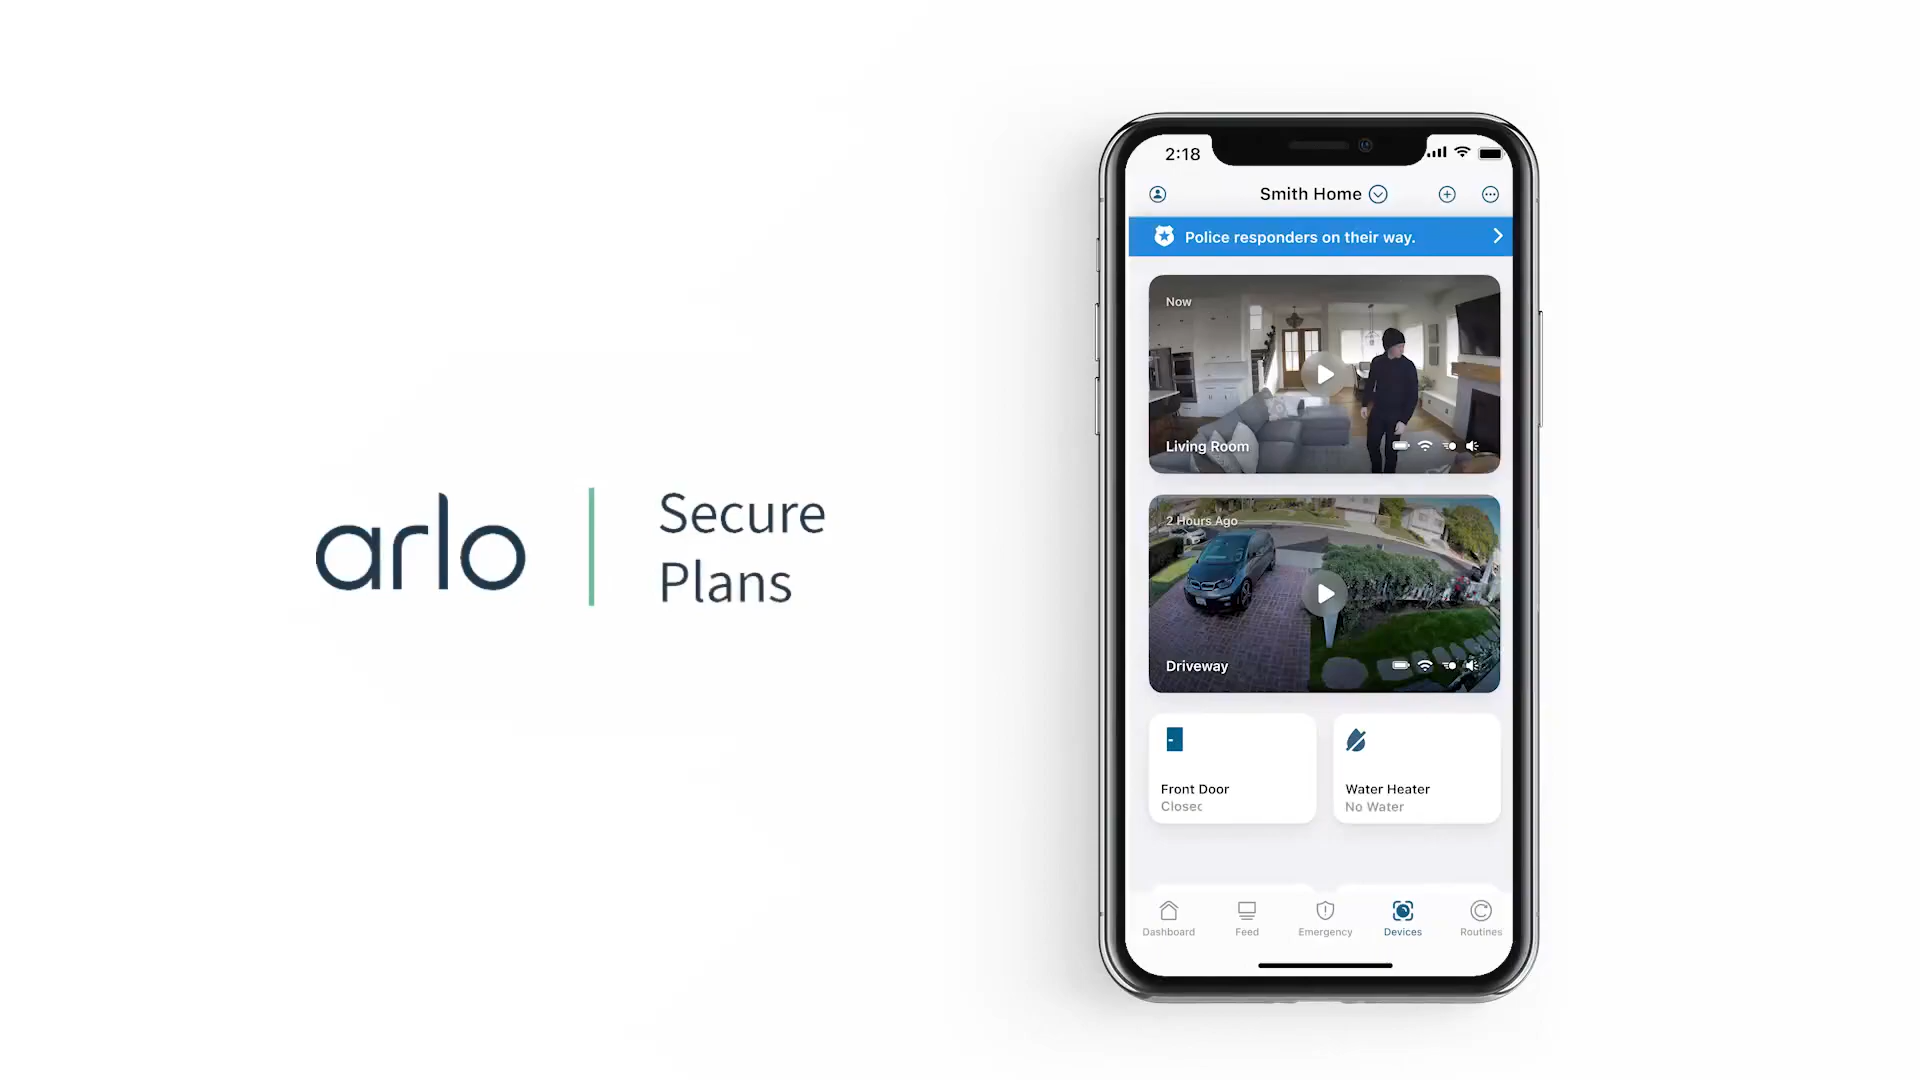 arlo
Secure
Plans
2:18
Smith Home
Police responders on their way.
Now
Living Room
2 Hours Ago
Driveway
Front Door
Closed
Water Heater
No Water
Dashboard
Feed
Emergency
Devices
Routines